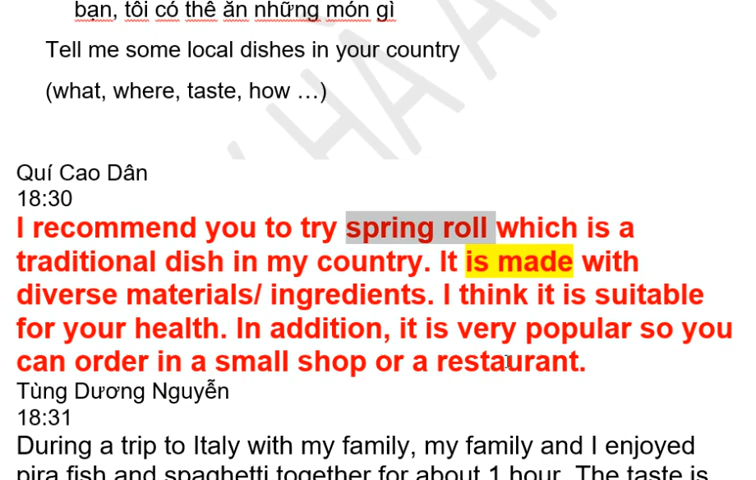 bạn, tôi có thể ăn những món gì
Tell me some local dishes in your country
(what, where, taste, how …)
Quí Cao Dân
18:30
I recommend you to try spring roll which is a
traditional dish in my country. It is made with
diverse materials/ ingredients. I think it is suitable
for your health. In addition, it is very popular so you
can order in a small shop or a restaurant.
Tùng Dương Nguyễn
18:31
During a trip to Italy with my family, my family and I enjoyed
pira fish and spaghetti together for about 1 hour. The taste is